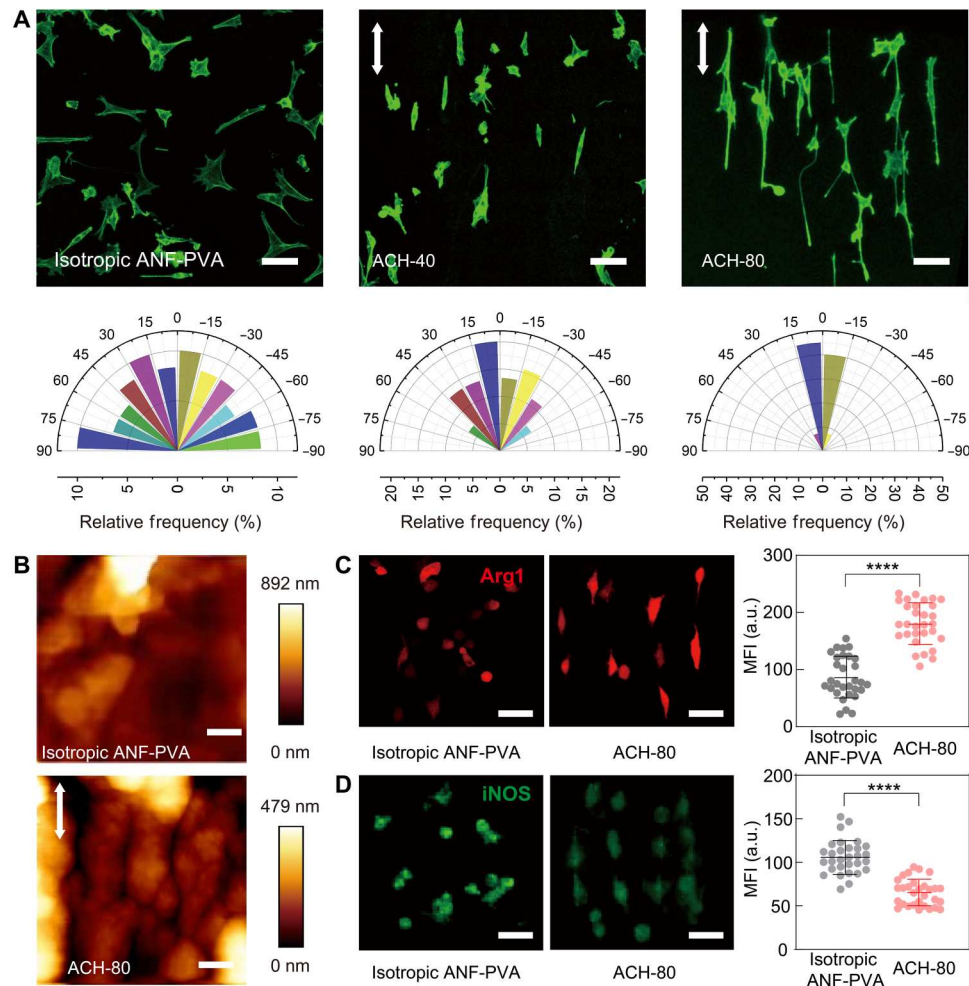 A
Isotropic ANF-PVA
ACH-40
ACH-80
0
15
−15
30
−30
45
−45
60
−60
75
−75
90
−90
10 5 0 5 10
Relative frequency (%)
0
15
−15
30
−30
45
−45
60
−60
75
−75
90
−90
20 15 10 5 0 5 10 15 20
Relative frequency (%)
0
15
−15
30
−30
45
−45
60
−60
75
−75
90
−90
50 40 30 20 10 0 10 20 30 40 50
Relative frequency (%)
B
892 nm
0 nm
Isotropic ANF-PVA
479 nm
0 nm
ACH-80
C
Arg1
Isotropic ANF-PVA
ACH-80
MFI (a.u.)
300
200
100
0
****
Isotropic
ANF-PVA
ACH-80
D
iNOS
Isotropic ANF-PVA
ACH-80
MFI (a.u.)
200
150
100
50
0
****
Isotropic
ANF-PVA
ACH-80